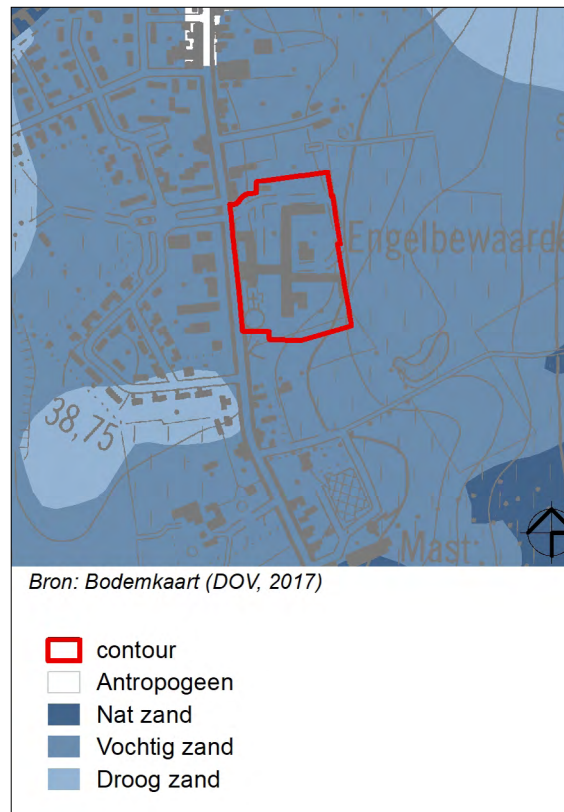 Engelbewaarde
38,75
Mast.
Bron: Bodemkaart (DOV, 2017)
contour
Antropogeen
Nat zand
Vochtig zand
Droog zand